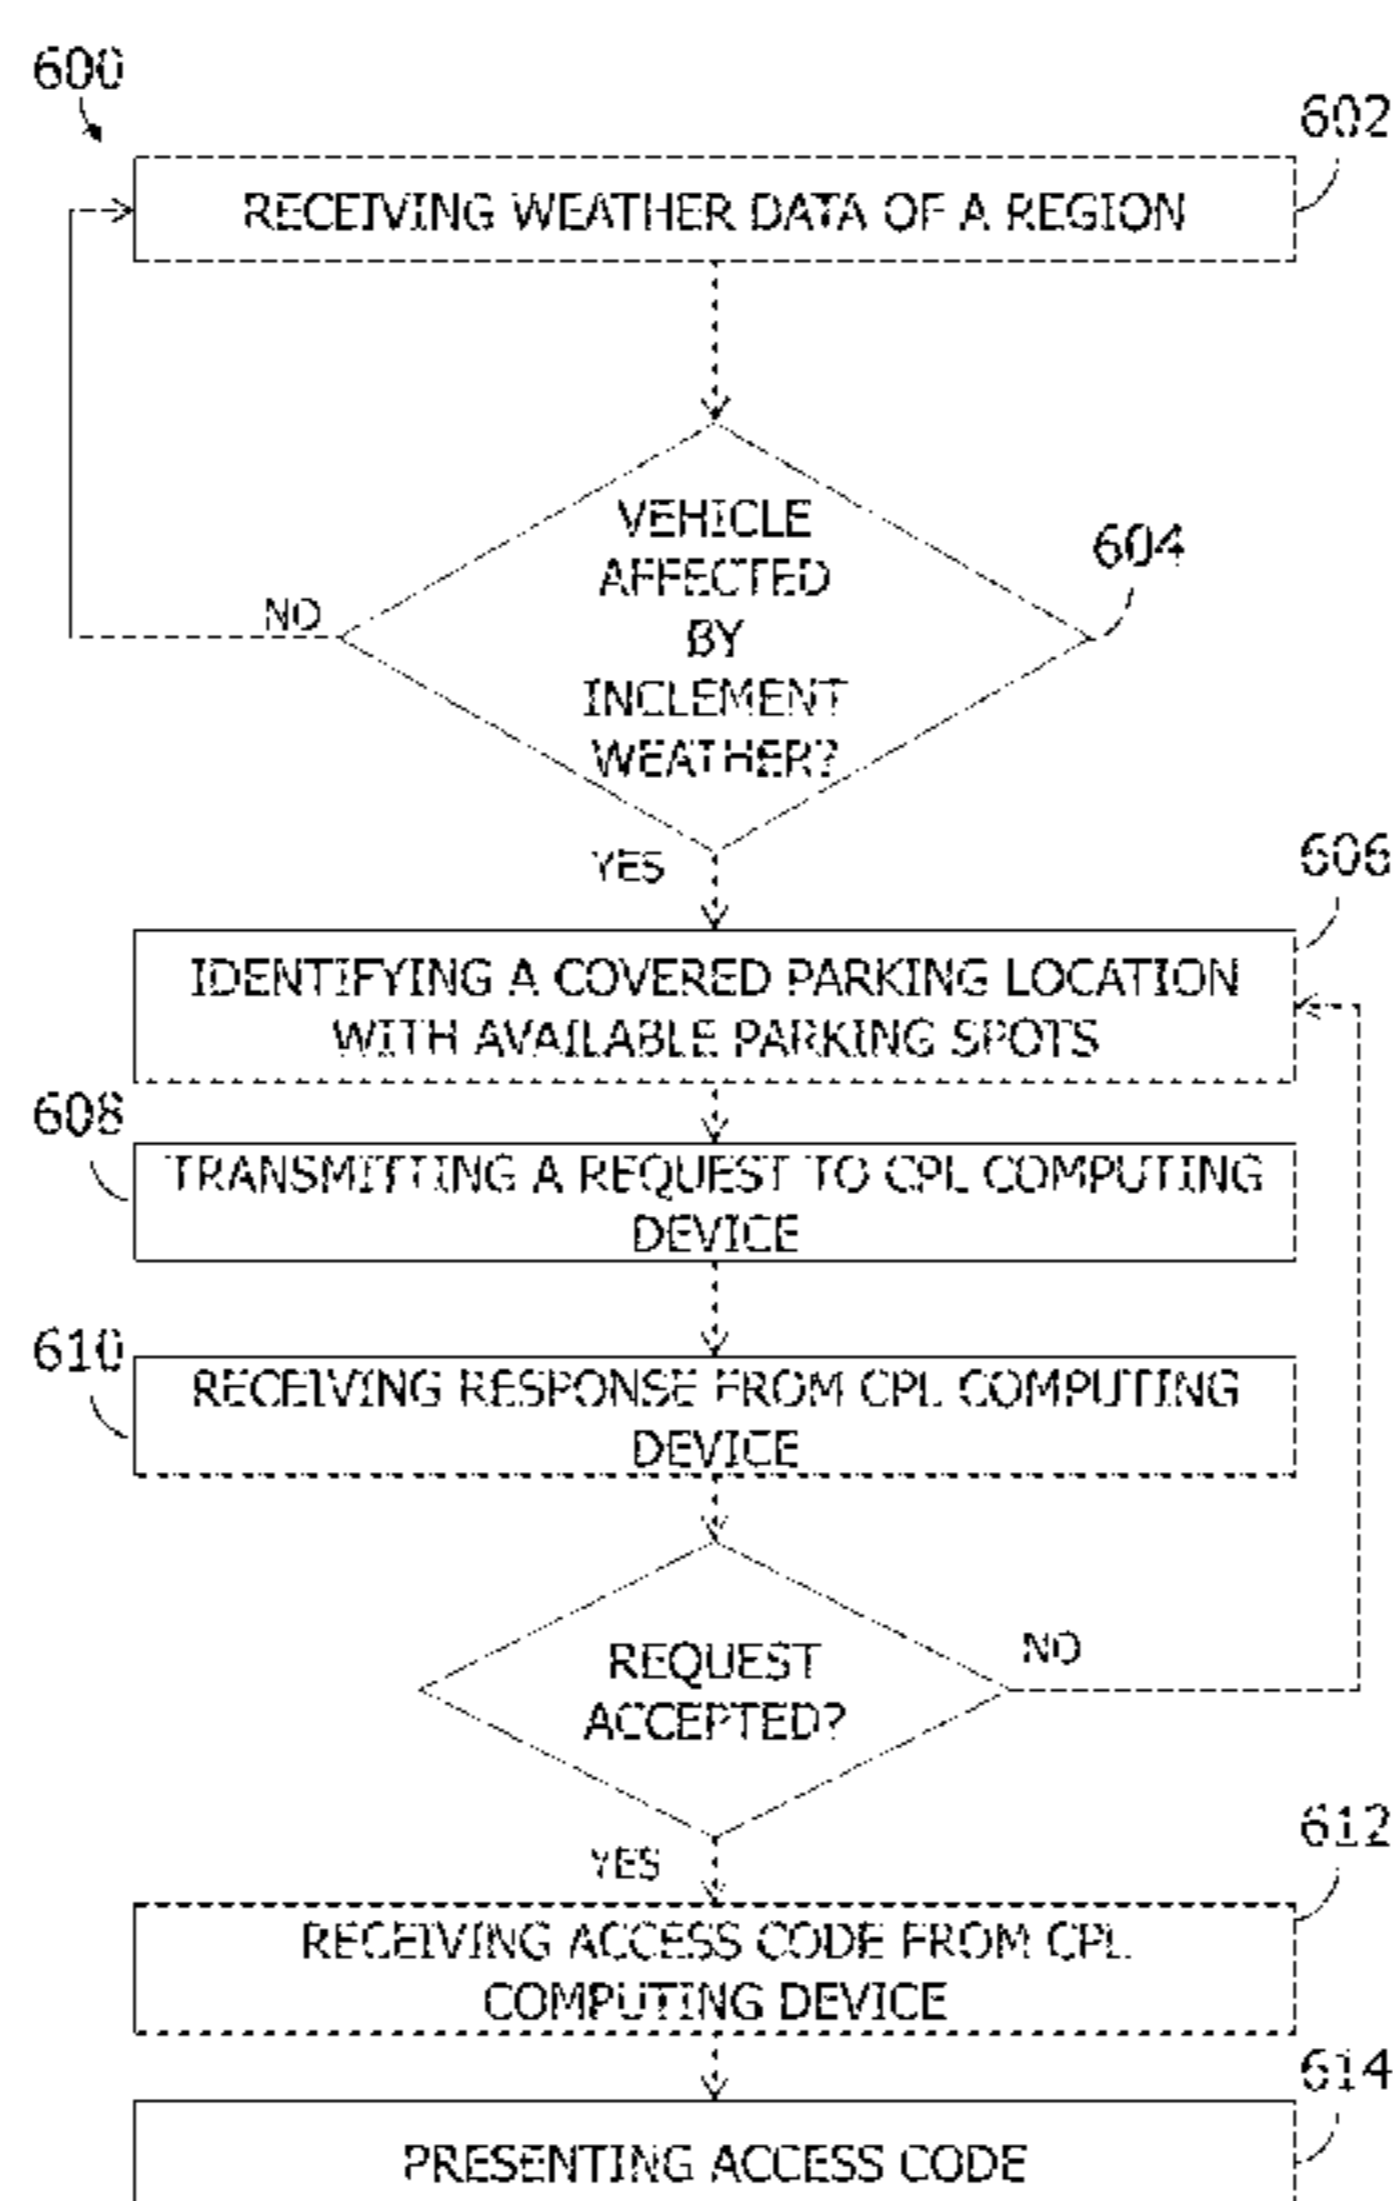 600
602
RECEIVING WEATHER DATA OF A REGION
VEHICLE
AFFECTED
BY
INCLEMENT
WEATHER?
604
NO
YES
606
IDENTIFYING A COVERED PARKING LOCATION
WITH AVAILABLE PARKING SPOTS
608
TRANSMITTING A REQUEST TO CPL COMPUTING
DEVICE
610
RECEIVING RESPONSE FROM CPL COMPUTING
DEVICE
REQUEST
ACCEPTED?
NO
YES
612
RECEIVING ACCESS CODE FROM CPL
COMPUTING DEVICE
614
PRESENTING ACCESS CODE